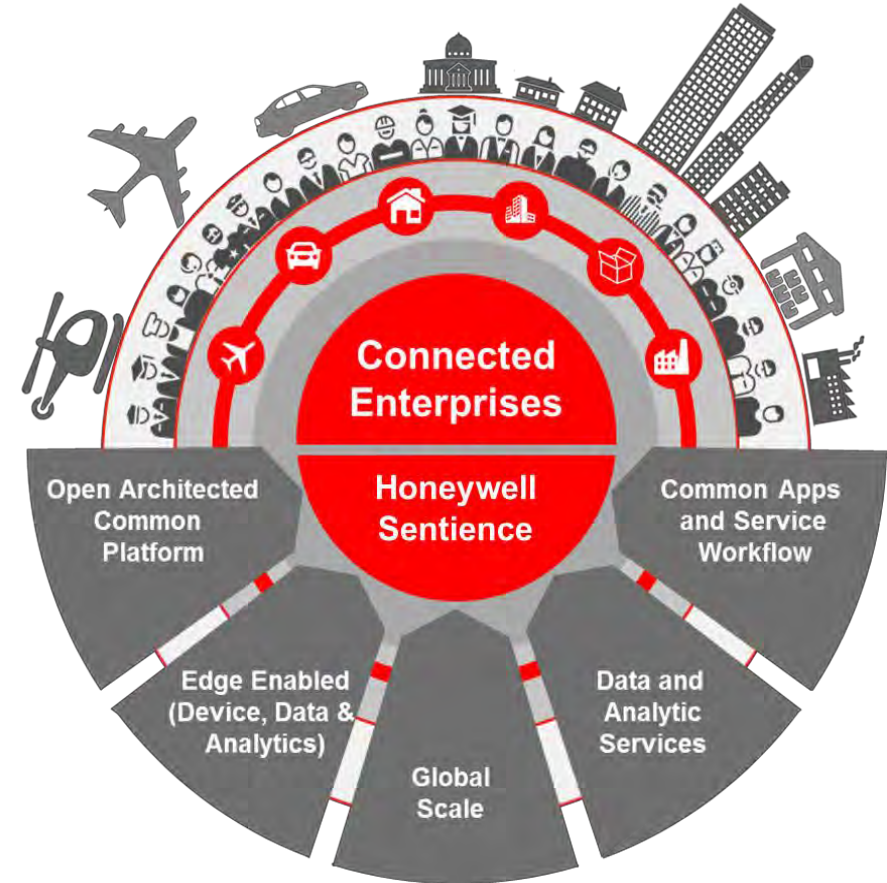 Connected
Enterprises
Honeywell
Sentience
Open Architected
Common
Platform
Edge Enabled
(Device, Data &
Analytics)
Global
Scale
Data and
Analytic
Services
Common Apps
and Service
Workflow